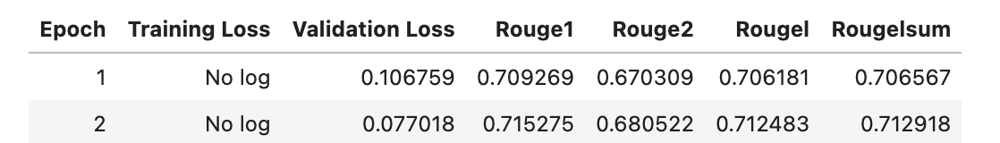 Epoch Training Loss Validation Loss Rouge1 Rouge2 Rougel Rougelsum
1 No log 0.106759 0.709269 0.670309 0.706181 0.706567
2 No log 0.077018 0.715275 0.680522 0.712483 0.712918